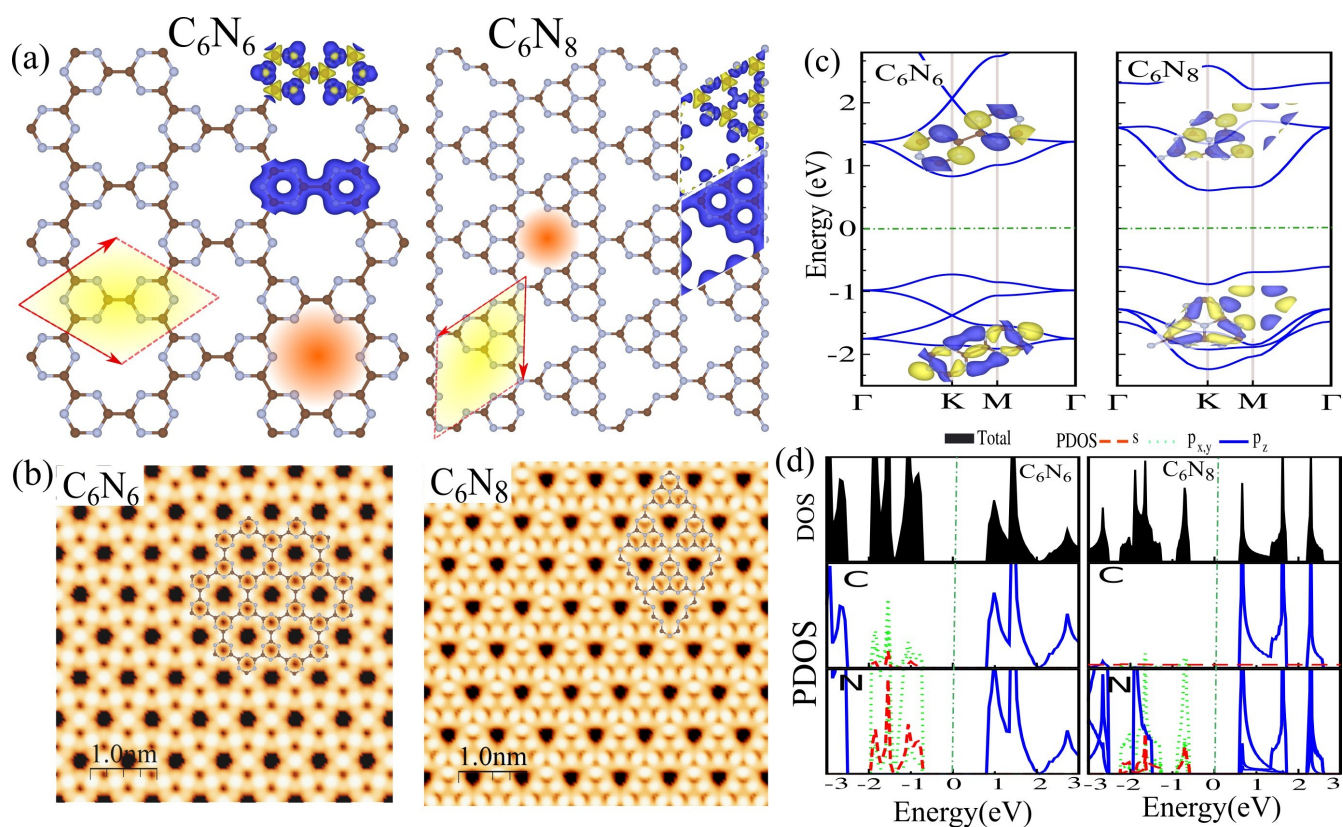 (a)
C₆N₆
C₆N₈
(b)
C₆N₆
1.0nm
C₆N₈
1.0nm
(c)
C₆N₆
C₆N₈
Energy (eV)
2
1
0
-1
-2
Γ K M Γ
Γ K M Γ
Total PDOS s pₓ,ᵧ p_z
(d)
C₆N₆
C₆N₈
DOS
PDOS
C
C
N
N
-3 -2 -1 0 1 2 3
-3 -2 -1 0 1 2 3
Energy(eV)
Energy(eV)